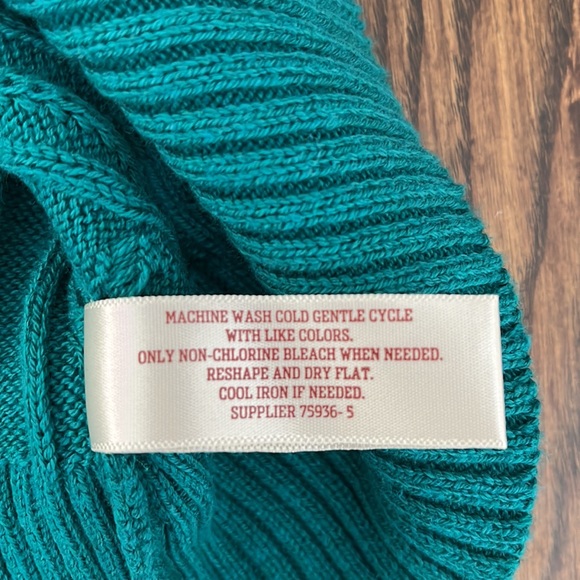 MACHINE WASH COLD GENTLE CYCLE
WITH LIKE COLORS.
ONLY NON-CHLORINE BLEACH WHEN NEEDED.
RESHAPE AND DRY FLAT.
COOL IRON IF NEEDED.
SUPPLIER 75936- 5